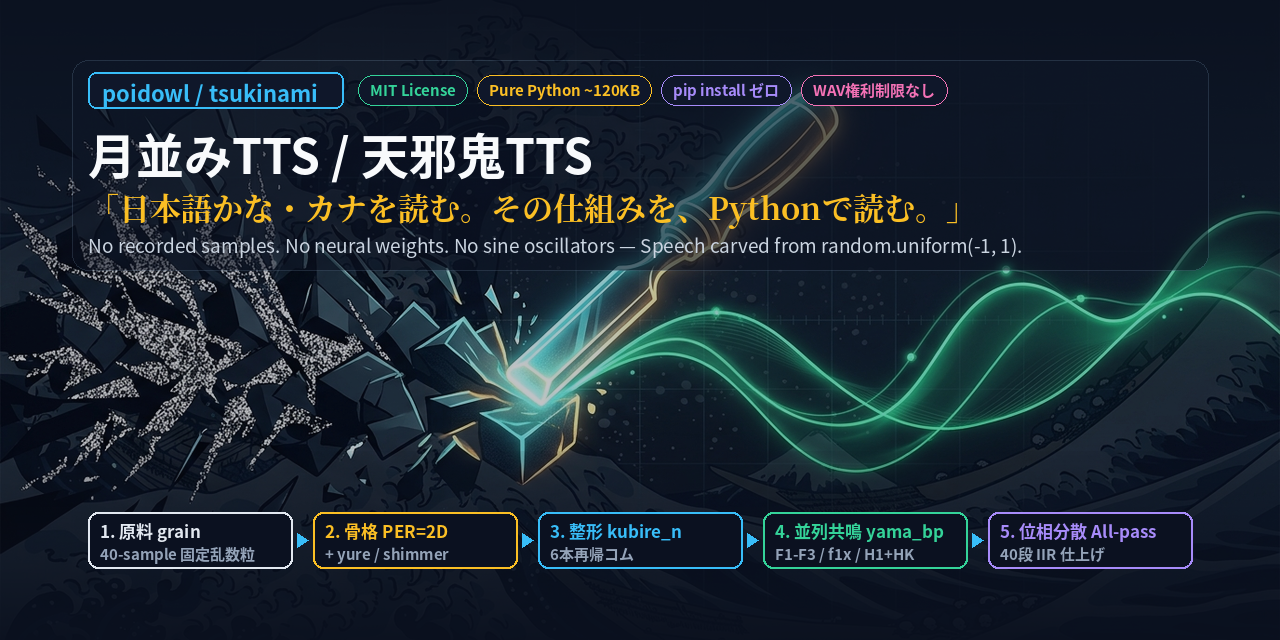 poidowl / tsukinami
MIT License
Pure Python ~120KB
pip install ゼロ
WAV権利制限なし
月並みTTS / 天邪鬼TTS
「日本語かな・カナを読む。その仕組みを、Pythonで読む。」
No recorded samples. No neural weights. No sine oscillators — Speech carved from random.uniform(-1, 1).
1. 原料 grain
40-sample 固定乱数粒
2. 骨格 PER=2D
+ yure / shimmer
3. 整形 kubire_n
6本再帰コム
4. 並列共鳴 yama_bp
F1-F3 / f1x / H1+HK
5. 位相分散 All-pass
40段 IIR 仕上げ